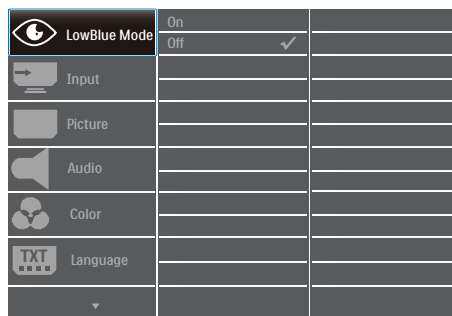 LowBlue Mode
On
Off
Input
Picture
Audio
Color
TXT
Language